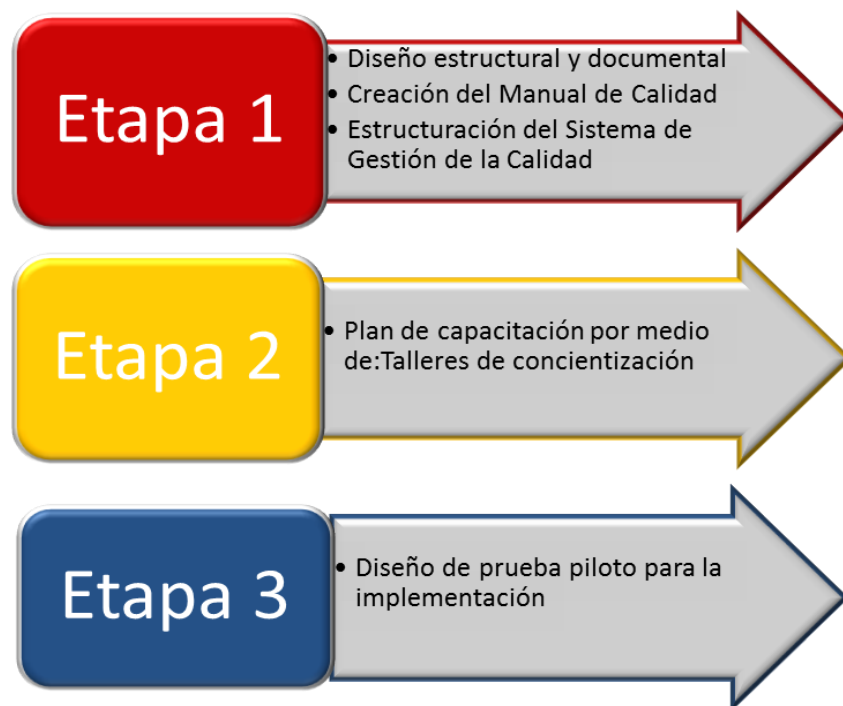 Etapa 1
• Diseño estructural y documental
• Creación del Manual de Calidad
• Estructuración del Sistema de
Gestión de la Calidad
Etapa 2
• Plan de capacitación por medio
de:Talleres de concientización
Etapa 3
• Diseño de prueba piloto para la
implementación